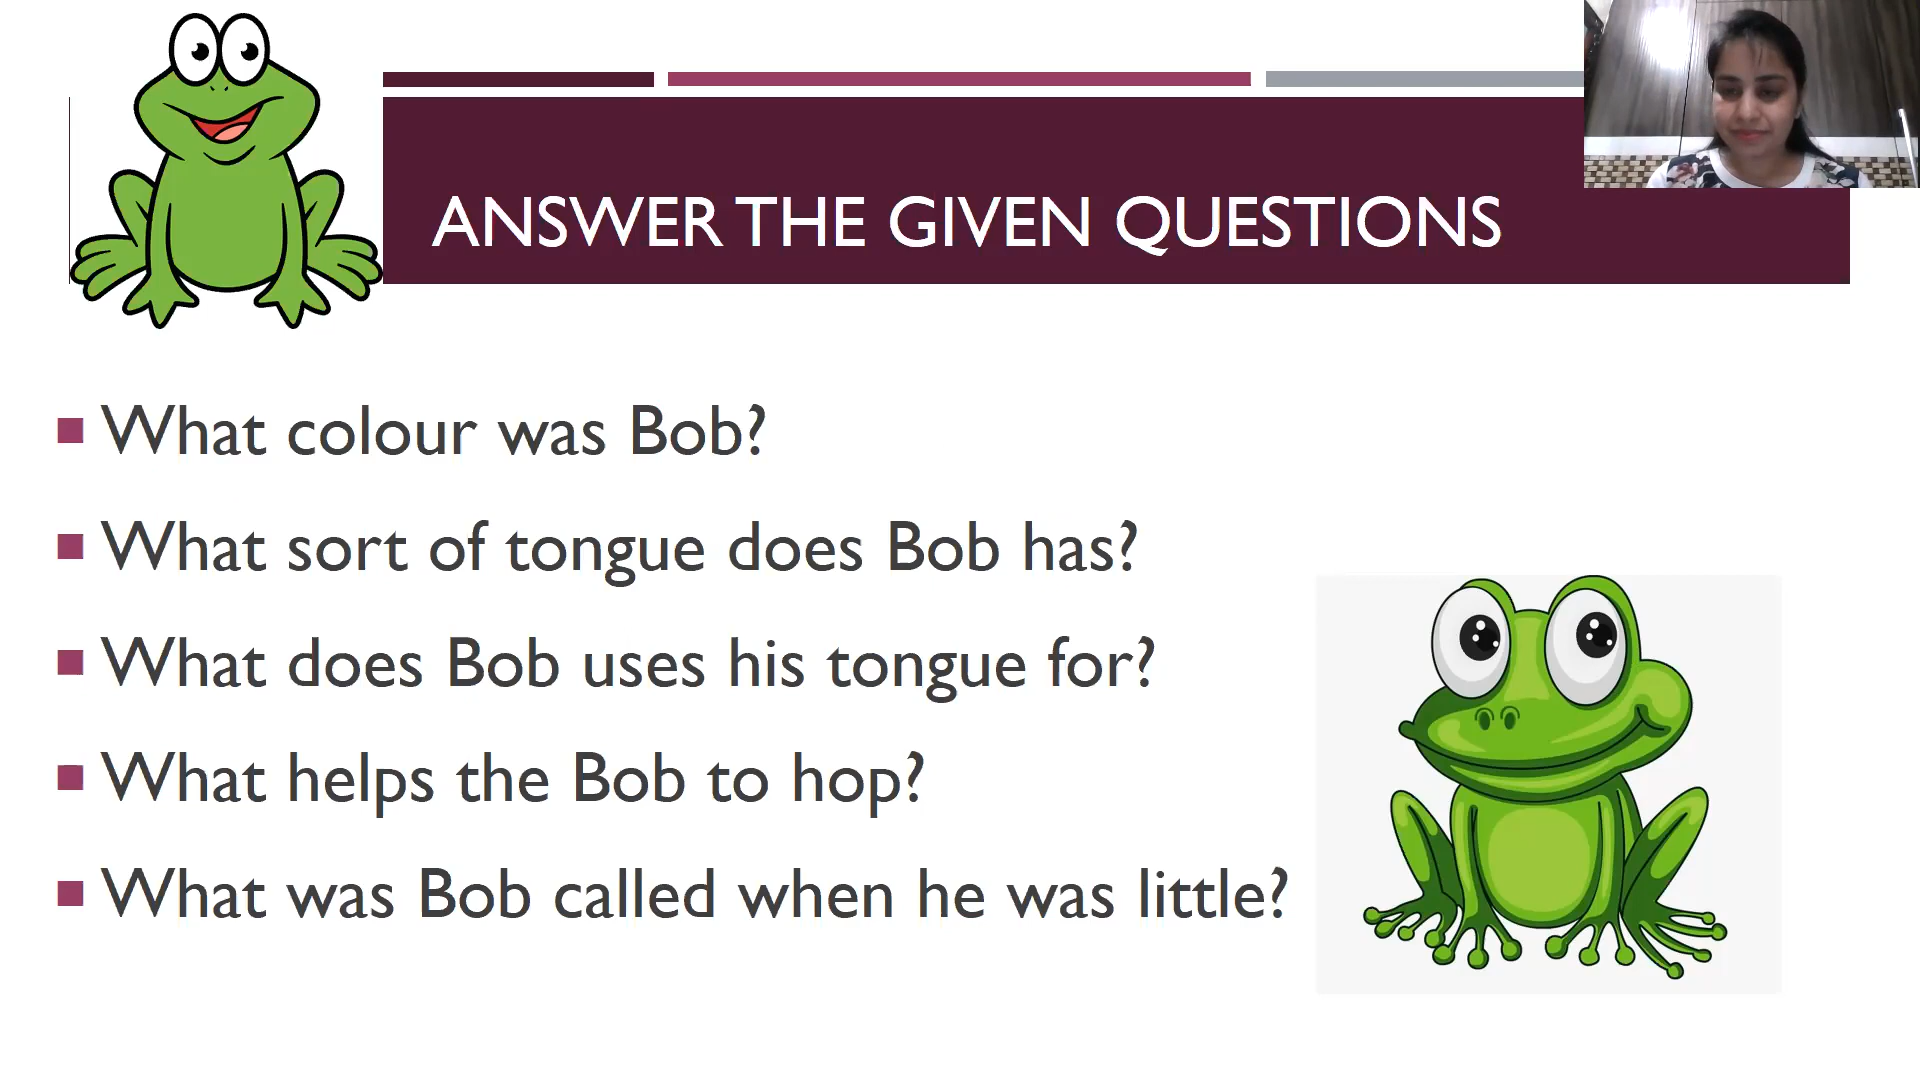 ANSWER THE GIVEN QUESTIONS
What colour was Bob?
What sort of tongue does Bob has?
What does Bob uses his tongue for?
What helps the Bob to hop?
What was Bob called when he was little?